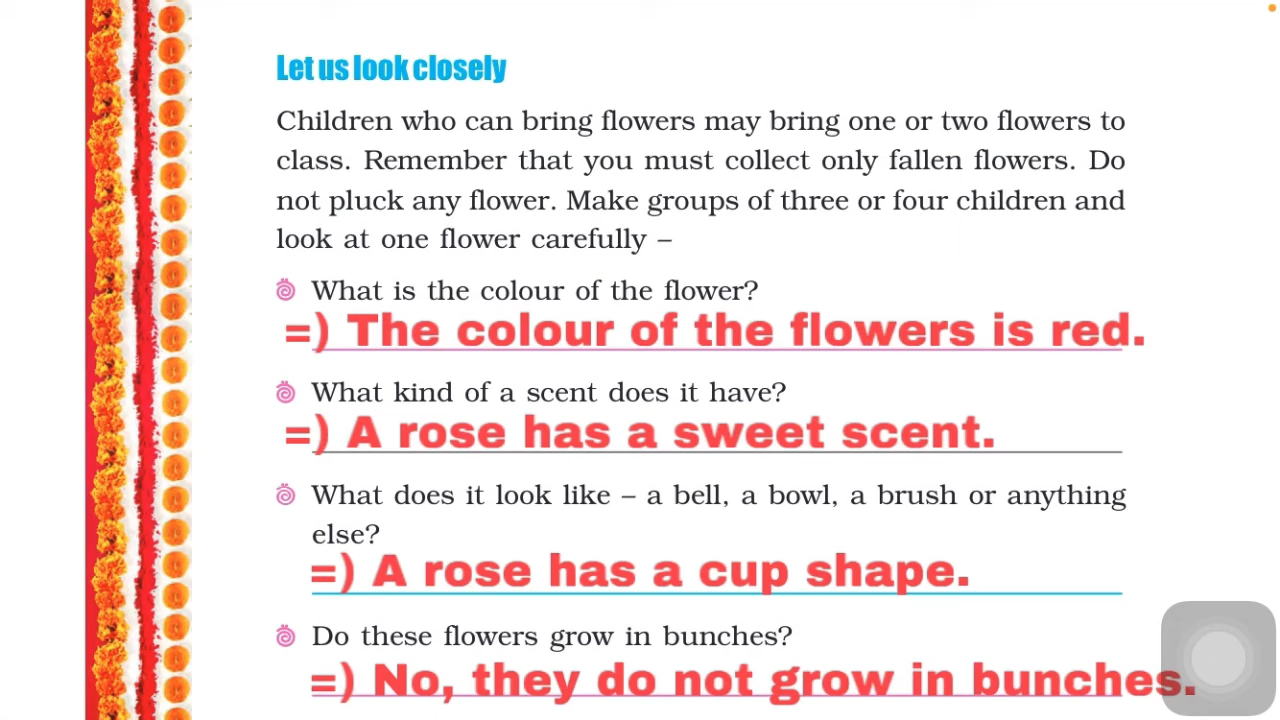 Let us look closely
Children who can bring flowers may bring one or two flowers to
class. Remember that you must collect only fallen flowers. Do
not pluck any flower. Make groups of three or four children and
look at one flower carefully –
What is the colour of the flower?
=) The colour of the flowers is red.
What kind of a scent does it have?
=) A rose has a sweet scent.
What does it look like – a bell, a bowl, a brush or anything
else?
=) A rose has a cup shape.
Do these flowers grow in bunches?
=) No, they do not grow in bunches.